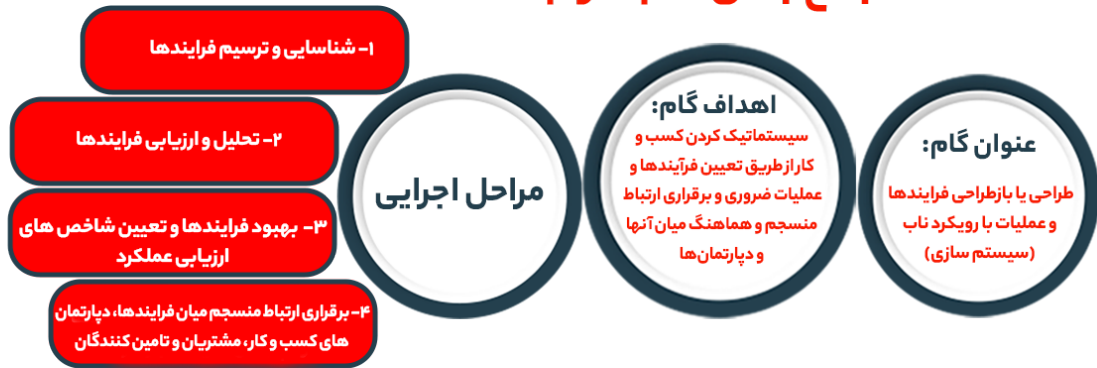 عنوان گام:
طراحی یا بازطراحی فرایندها
و عملیات با رویکرد ناب
(سیستم سازی)
اهداف گام:
سیستماتیک کردن کسب و
کار از طریق تعیین فرآیندها و
عملیات ضروری و برقراری ارتباط
منسجم و هماهنگ میان آنها
و دپارتمان‌ها
مراحل اجرایی
۱- شناسایی و ترسیم فرایندها
۲- تحلیل و ارزیابی فرایندها
۳- بهبود فرایندها و تعیین شاخص های
ارزیابی عملکرد
۴- برقراری ارتباط منسجم میان فرایندها، دپارتمان
های کسب و کار، مشتریان و تامین کنندگان